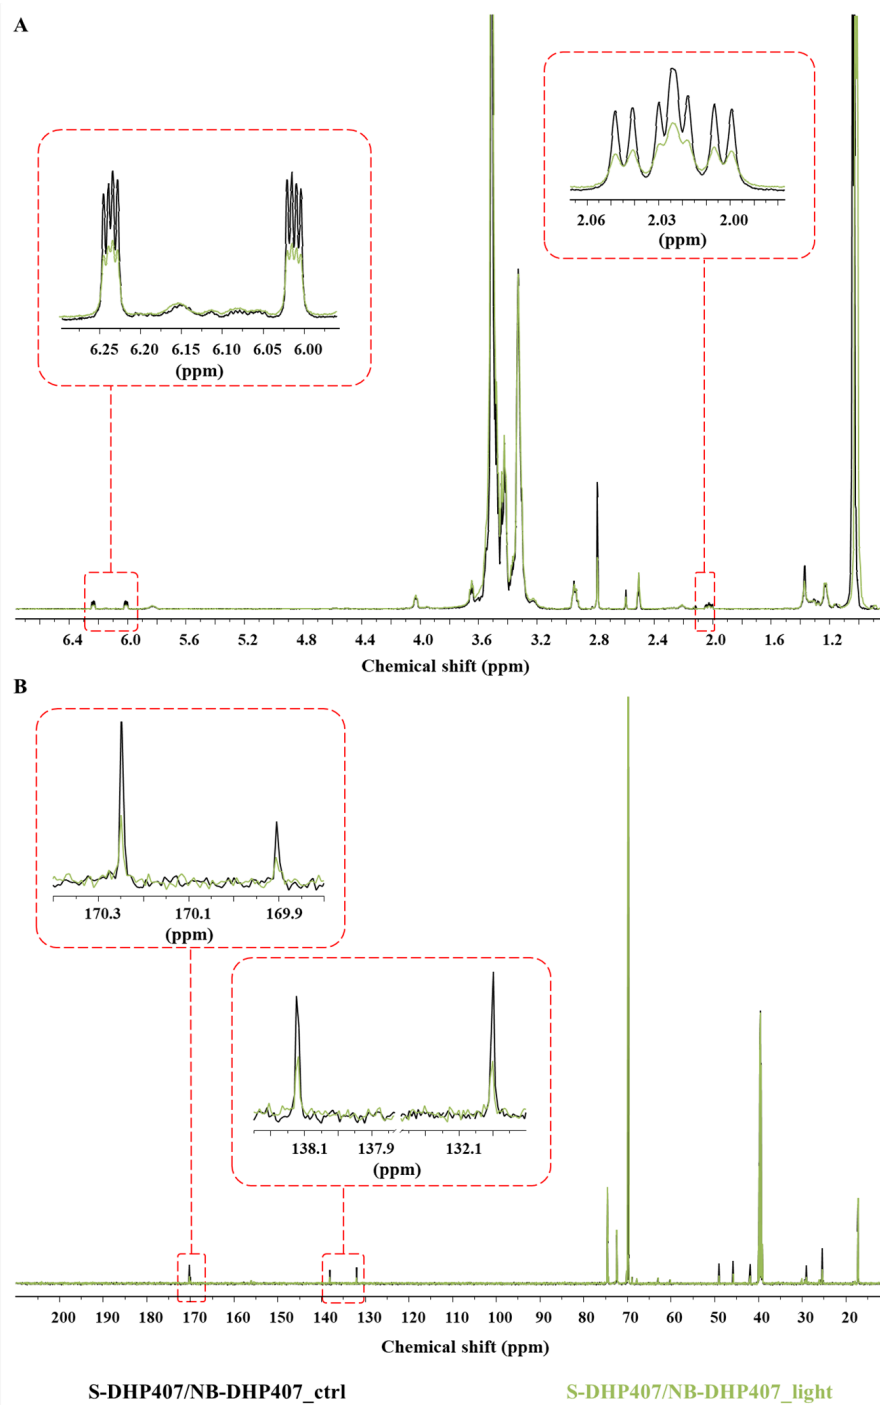 A
2.06 2.03 2.00
(ppm)
6.25 6.20 6.15 6.10 6.05 6.00
(ppm)
6.4 6.0 5.6 5.2 4.8 4.4 4.0 3.6 3.2 2.8 2.4 2.0 1.6 1.2
Chemical shift (ppm)
B
170.3 170.1 169.9
(ppm)
138.1 137.9 132.1
(ppm)
200 190 180 170 160 150 140 130 120 110 100 90 80 70 60 50 40 30 20
Chemical shift (ppm)
S-DHP407/NB-DHP407_ctrl S-DHP407/NB-DHP407_light